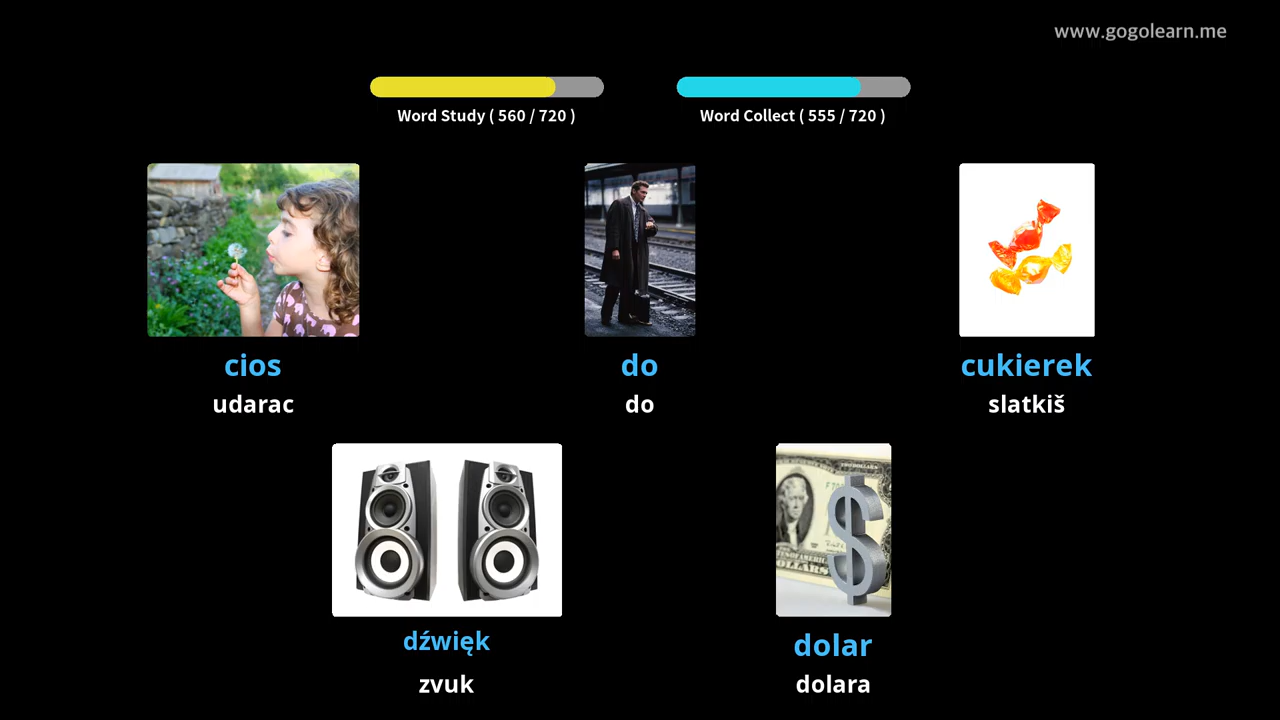 www.gogolearn.me
Word Study ( 560 / 720 )
Word Collect ( 555 / 720 )
cios
udarac
do
do
cukierek
slatkiš
dźwięk
zvuk
dolar
dolara